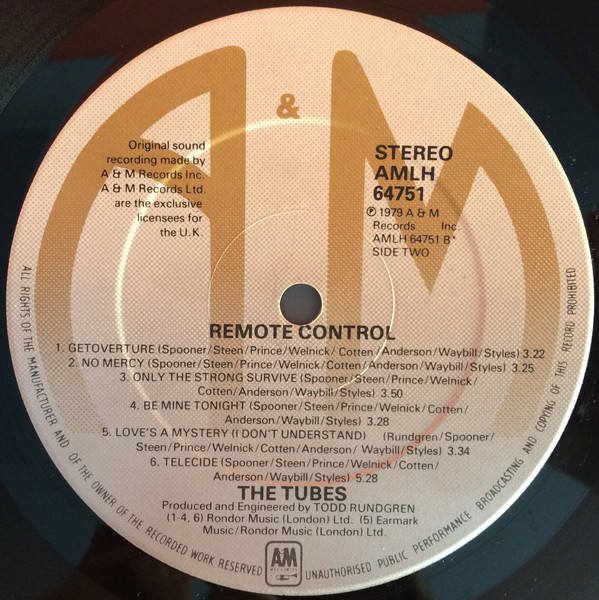 A & M
Original sound
recording made by
A & M Records Inc.
A & M Records Ltd.
are the exclusive
licensees for
the U.K.
STEREO
AMLH
64751
℗ 1979 A & M
Records Inc.
AMLH 64751 B*
SIDE TWO
REMOTE CONTROL
1. GETOVERTURE (Spooner/Steen/Prince/Welnick/Cotten/Anderson/Waybill/Styles) 3.22
2. NO MERCY (Spooner/Steen/Prince/Welnick/Cotten/Anderson/Waybill/Styles) 3.25
3. ONLY THE STRONG SURVIVE (Spooner/Steen/Prince/Welnick/
Cotten/Anderson/Waybill/Styles) 3.50
4. BE MINE TONIGHT (Spooner/Steen/Prince/Welnick/Cotten/
Anderson/Waybill/Styles) 3.28
5. LOVE'S A MYSTERY (I DON'T UNDERSTAND) (Rundgren/Spooner/
Steen/Prince/Welnick/Cotten/Anderson/Waybill/Styles) 3.34
6. TELECIDE (Spooner/Steen/Prince/Welnick/Cotten/
Anderson/Waybill/Styles) 5.28
THE TUBES
Produced and Engineered by TODD RUNDGREN
(1-4, 6) Rondor Music (London) Ltd. (5) Earmark
Music/Rondor Music (London) Ltd.
AM
RECORDS
ALL RIGHTS OF THE MANUFACTURER AND OF THE OWNER OF THE RECORDED WORK RESERVED
UNAUTHORISED PUBLIC PERFORMANCE BROADCASTING AND COPYING OF THIS RECORD PROHIBITED